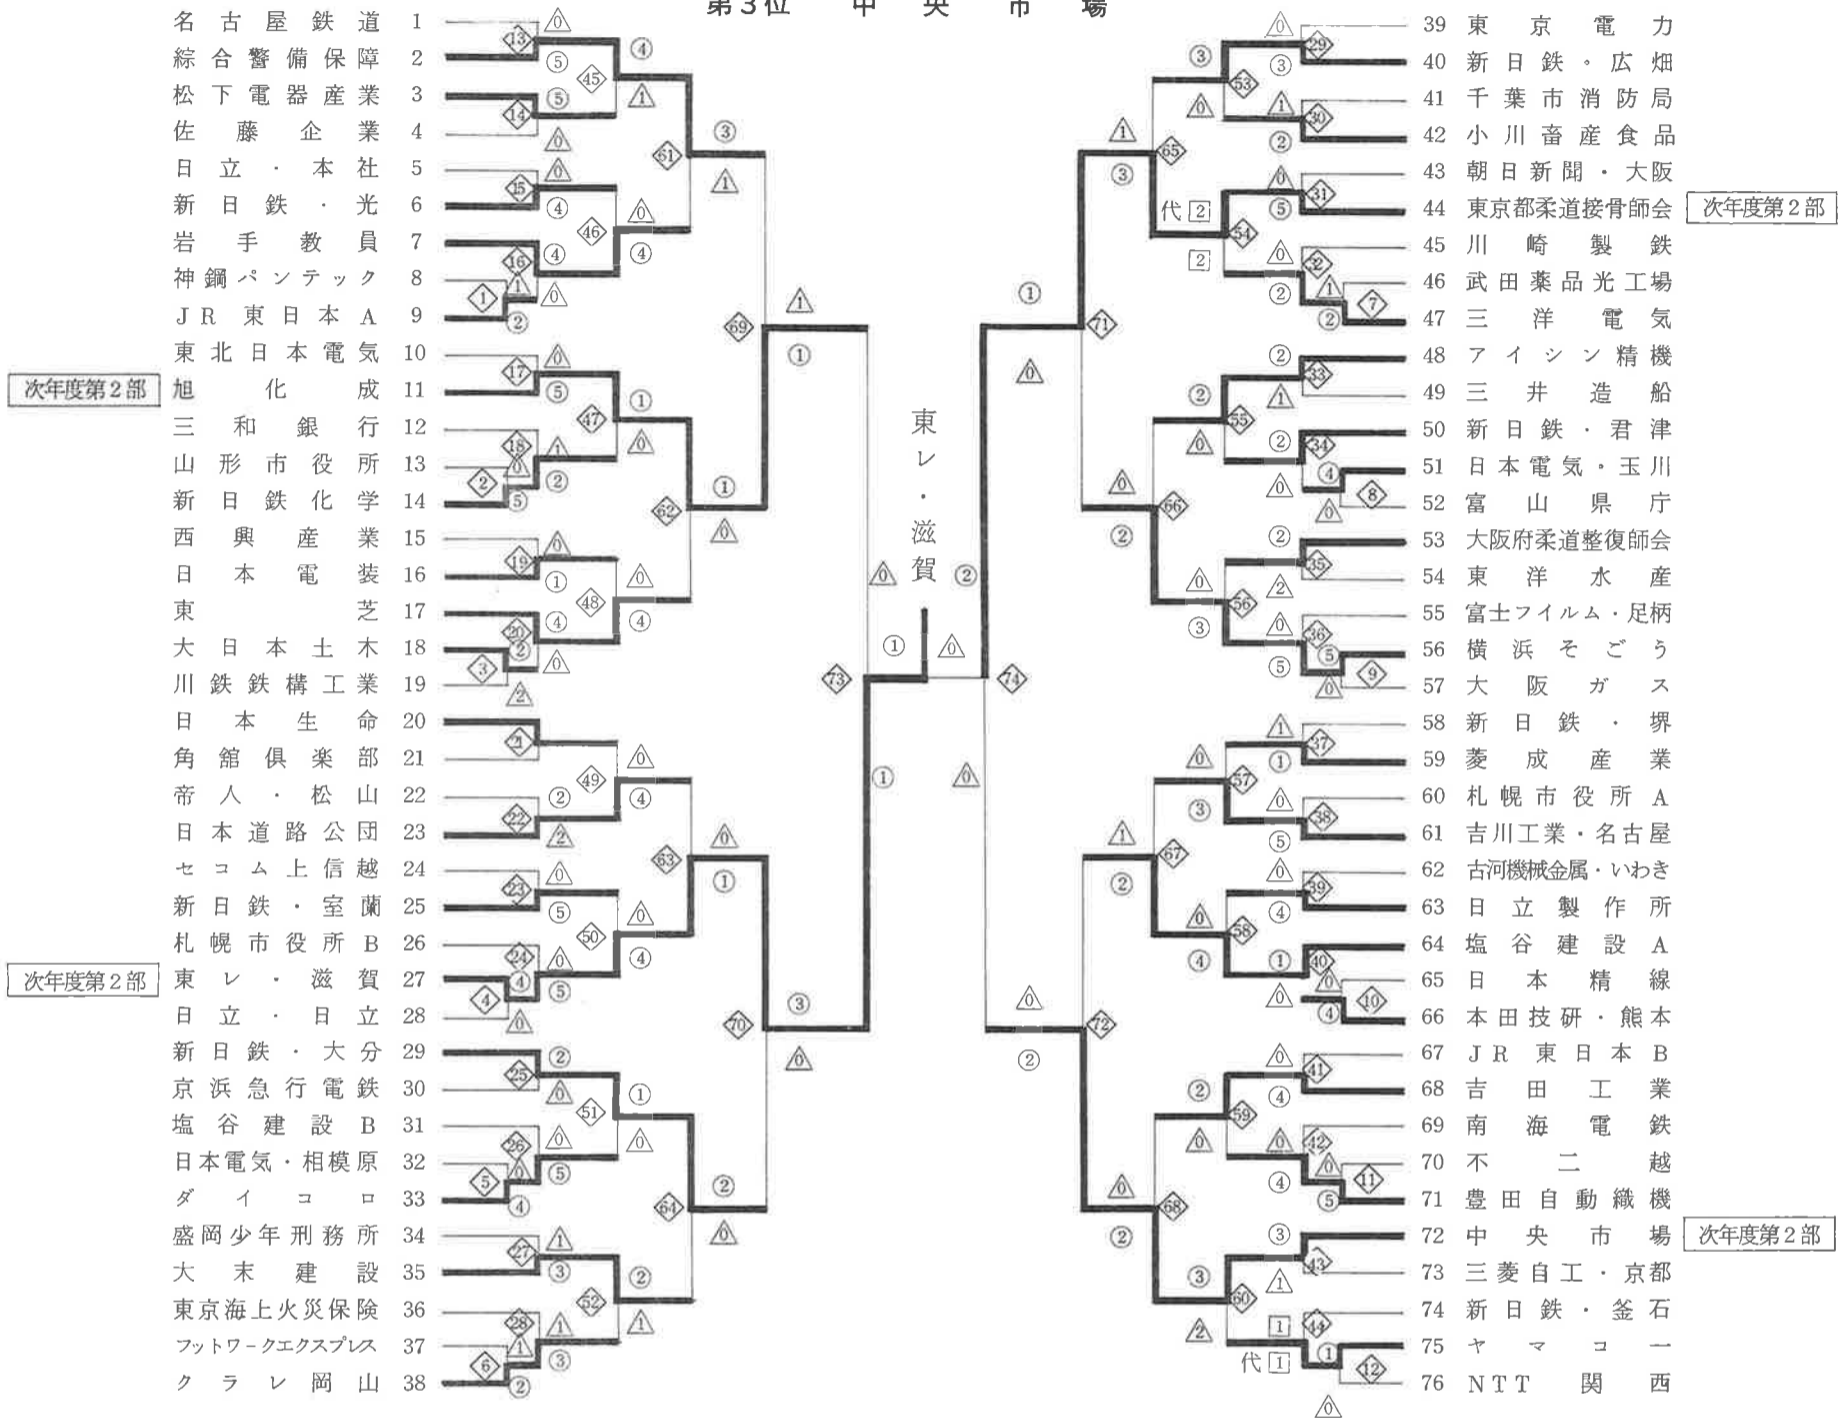 第3位 中央市場
名古屋鉄道 1
綜合警備保障 2
松下電器産業 3
佐藤企業 4
日立・本社 5
新日鉄・光 6
岩手教員 7
神鋼パンテック 8
JR東日本A 9
東北日本電気 10
次年度第2部 旭化成 11
三和銀行 12
山形市役所 13
新日鉄化学 14
西興産業 15
日本電装 16
東芝 17
大日本土木 18
川鉄鉄構工業 19
日本生命 20
角館倶楽部 21
帝人・松山 22
日本道路公団 23
セコム上信越 24
新日鉄・室蘭 25
札幌市役所B 26
次年度第2部 東レ・滋賀 27
日立・日立 28
新日鉄・大分 29
京浜急行電鉄 30
塩谷建設B 31
日本電気・相模原 32
ダイコロ 33
盛岡少年刑務所 34
大末建設 35
東京海上火災保険 36
フットワークエクスプレス 37
クラレ岡山 38
東レ・滋賀
39 東京電力
40 新日鉄・広畑
41 千葉市消防局
42 小川畜産食品
43 朝日新聞・大阪
44 東京都柔道接骨師会 次年度第2部
45 川崎製鉄
46 武田薬品光工場
47 三洋電気
48 アイシン精機
49 三井造船
50 新日鉄・君津
51 日本電気・玉川
52 富山県庁
53 大阪府柔道整復師会
54 東洋水産
55 富士フイルム・足柄
56 横浜そごう
57 大阪ガス
58 新日鉄・堺
59 菱成産業
60 札幌市役所A
61 吉川工業・名古屋
62 古河機械金属・いわき
63 日立製作所
64 塩谷建設A
65 日本精線
66 本田技研・熊本
67 JR東日本B
68 吉田工業
69 南海電鉄
70 不二越
71 豊田自動織機
72 中央市場 次年度第2部
73 三菱自工・京都
74 新日鉄・釜石
75 ヤマコー
76 NTT関西
代2
2
1
代1